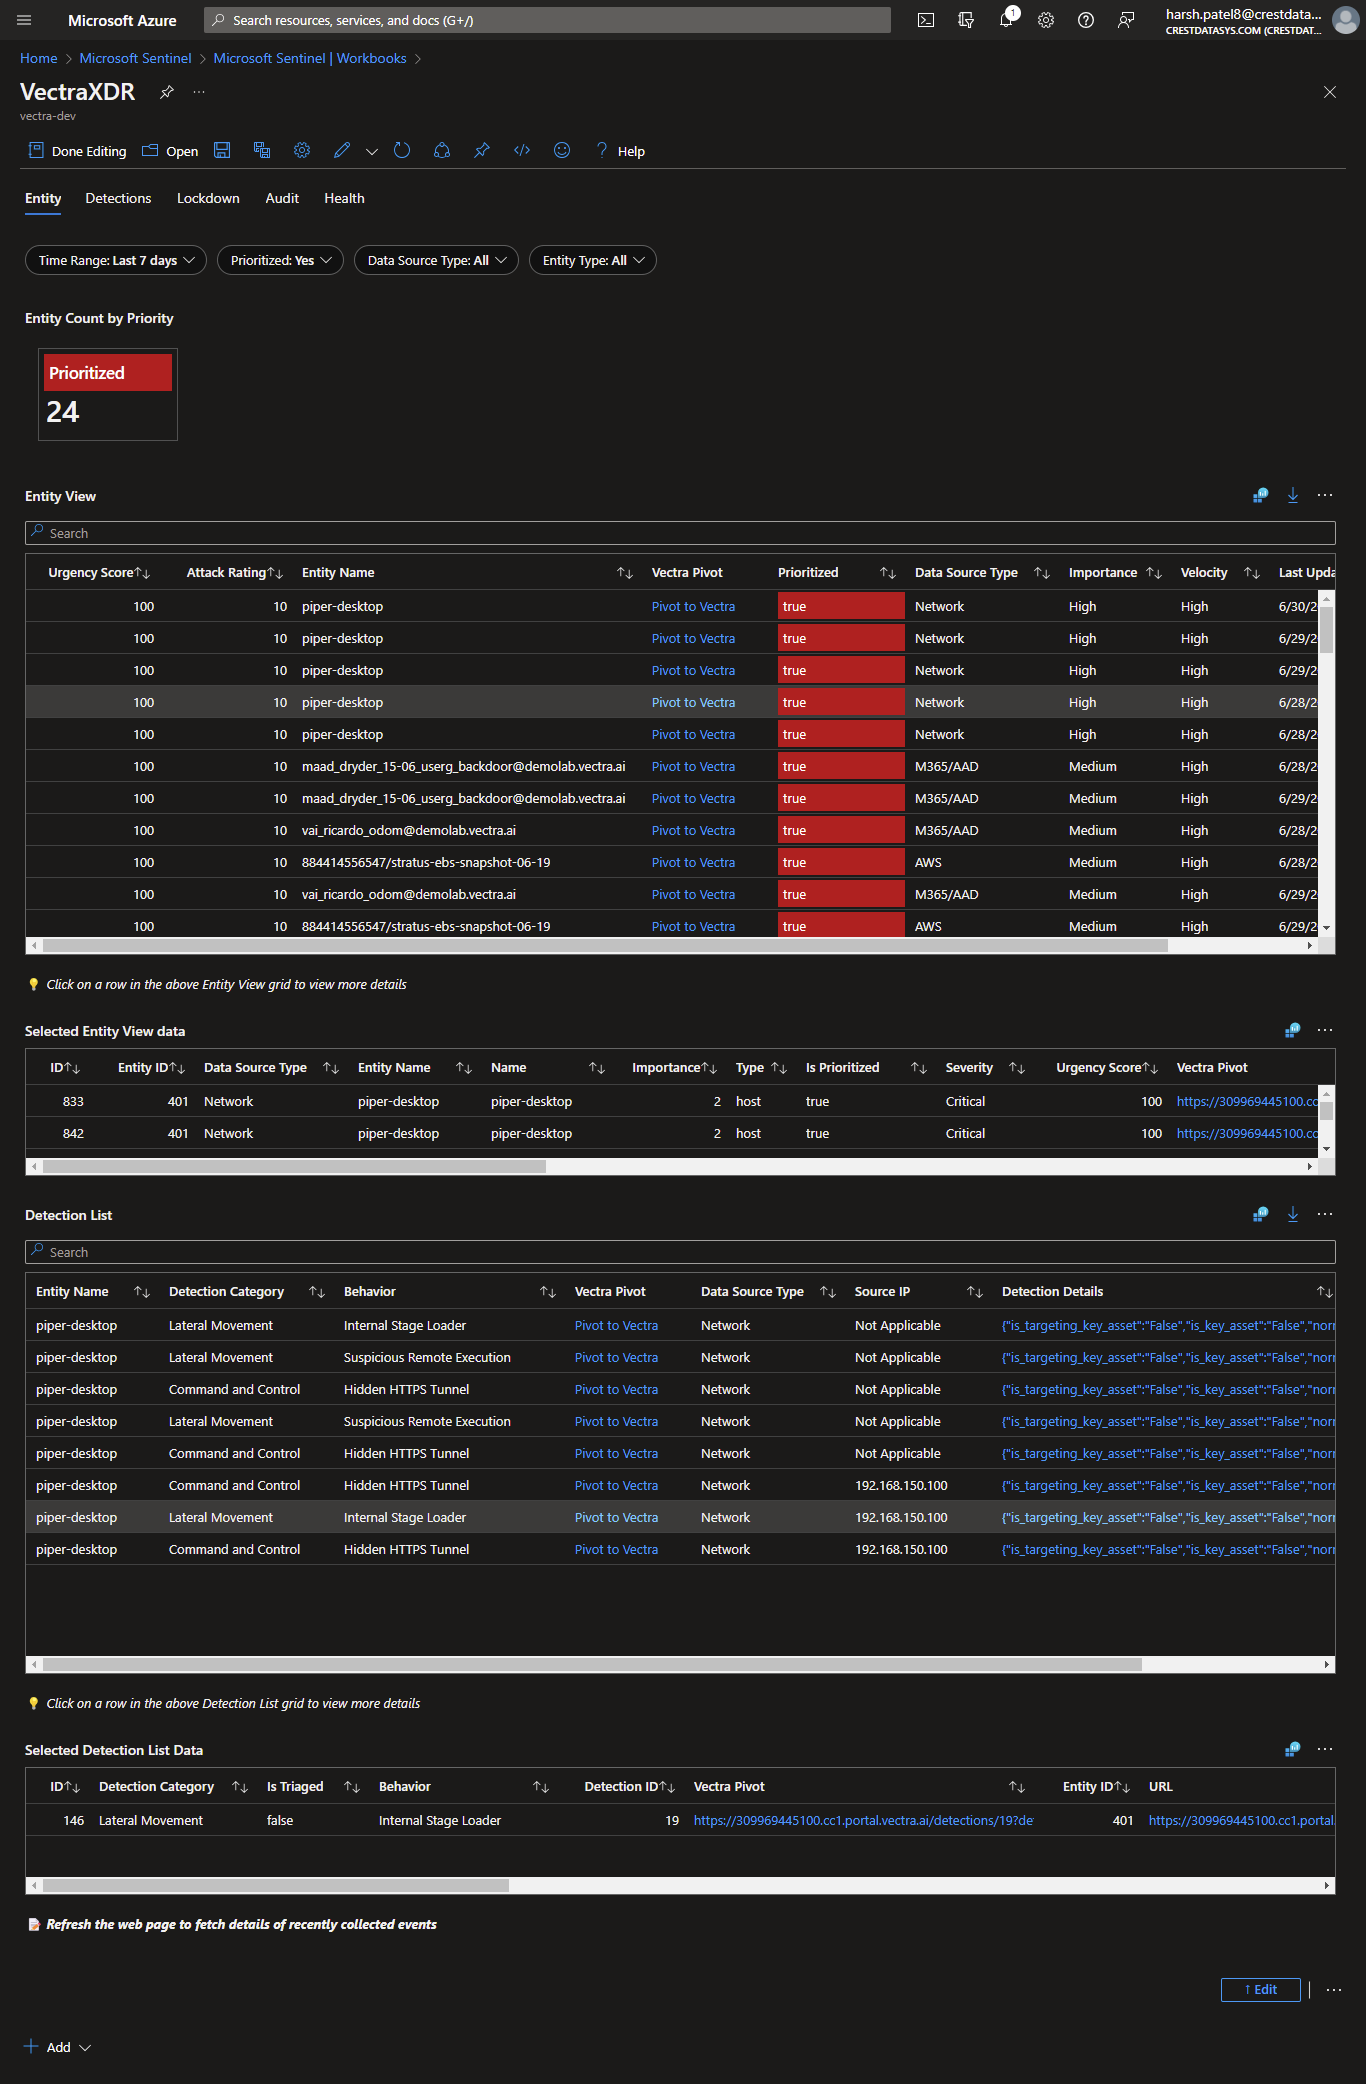 Microsoft Azure
Search resources, services, and docs (G+/)
1
harsh.patel8@crestdata...
CRESTDATASYS.COM (CRESTDAT...
Home > Microsoft Sentinel > Microsoft Sentinel | Workbooks >
VectraXDR
vectra-dev
Done Editing Open Help
Entity Detections Lockdown Audit Health
Time Range: Last 7 days Prioritized: Yes Data Source Type: All Entity Type: All
Entity Count by Priority
Prioritized
24
Entity View
Search
Urgency Score↑↓ Attack Rating↑↓ Entity Name ↑↓ Vectra Pivot Prioritized ↑↓ Data Source Type ↑↓ Importance ↑↓ Velocity ↑↓ Last Upda
100 10 piper-desktop Pivot to Vectra true Network High High 6/30/2
100 10 piper-desktop Pivot to Vectra true Network High High 6/29/2
100 10 piper-desktop Pivot to Vectra true Network High High 6/29/2
100 10 piper-desktop Pivot to Vectra true Network High High 6/28/2
100 10 piper-desktop Pivot to Vectra true Network High High 6/28/2
100 10 maad_dryder_15-06_userg_backdoor@demolab.vectra.ai Pivot to Vectra true M365/AAD Medium High 6/28/2
100 10 maad_dryder_15-06_userg_backdoor@demolab.vectra.ai Pivot to Vectra true M365/AAD Medium High 6/29/2
100 10 vai_ricardo_odom@demolab.vectra.ai Pivot to Vectra true M365/AAD Medium High 6/28/2
100 10 884414556547/stratus-ebs-snapshot-06-19 Pivot to Vectra true AWS Medium High 6/28/2
100 10 vai_ricardo_odom@demolab.vectra.ai Pivot to Vectra true M365/AAD Medium High 6/29/2
100 10 884414556547/stratus-ebs-snapshot-06-19 Pivot to Vectra true AWS Medium High 6/29/2
💡 Click on a row in the above Entity View grid to view more details
Selected Entity View data
ID↑↓ Entity ID↑↓ Data Source Type ↑↓ Entity Name ↑↓ Name ↑↓ Importance↑↓ Type ↑↓ Is Prioritized ↑↓ Severity ↑↓ Urgency Score↑↓ Vectra Pivot
833 401 Network piper-desktop piper-desktop 2 host true Critical 100 https://309969445100.cc
842 401 Network piper-desktop piper-desktop 2 host true Critical 100 https://309969445100.cc
Detection List
Search
Entity Name ↑↓ Detection Category ↑↓ Behavior ↑↓ Vectra Pivot Data Source Type ↑↓ Source IP ↑↓ Detection Details ↑↓
piper-desktop Lateral Movement Internal Stage Loader Pivot to Vectra Network Not Applicable {"is_targeting_key_asset":"False","is_key_asset":"False","norr
piper-desktop Lateral Movement Suspicious Remote Execution Pivot to Vectra Network Not Applicable {"is_targeting_key_asset":"False","is_key_asset":"False","norr
piper-desktop Command and Control Hidden HTTPS Tunnel Pivot to Vectra Network Not Applicable {"is_targeting_key_asset":"False","is_key_asset":"False","norr
piper-desktop Lateral Movement Suspicious Remote Execution Pivot to Vectra Network Not Applicable {"is_targeting_key_asset":"False","is_key_asset":"False","norr
piper-desktop Command and Control Hidden HTTPS Tunnel Pivot to Vectra Network Not Applicable {"is_targeting_key_asset":"False","is_key_asset":"False","norr
piper-desktop Command and Control Hidden HTTPS Tunnel Pivot to Vectra Network 192.168.150.100 {"is_targeting_key_asset":"False","is_key_asset":"False","norr
piper-desktop Lateral Movement Internal Stage Loader Pivot to Vectra Network 192.168.150.100 {"is_targeting_key_asset":"False","is_key_asset":"False","norr
piper-desktop Command and Control Hidden HTTPS Tunnel Pivot to Vectra Network 192.168.150.100 {"is_targeting_key_asset":"False","is_key_asset":"False","norr
💡 Click on a row in the above Detection List grid to view more details
Selected Detection List Data
ID↑↓ Detection Category ↑↓ Is Triaged ↑↓ Behavior ↑↓ Detection ID↑↓ Vectra Pivot ↑↓ Entity ID↑↓ URL
146 Lateral Movement false Internal Stage Loader 19 https://309969445100.cc1.portal.vectra.ai/detections/19?de 401 https://309969445100.cc1.portal.
📝 Refresh the web page to fetch details of recently collected events
↑ Edit
Add